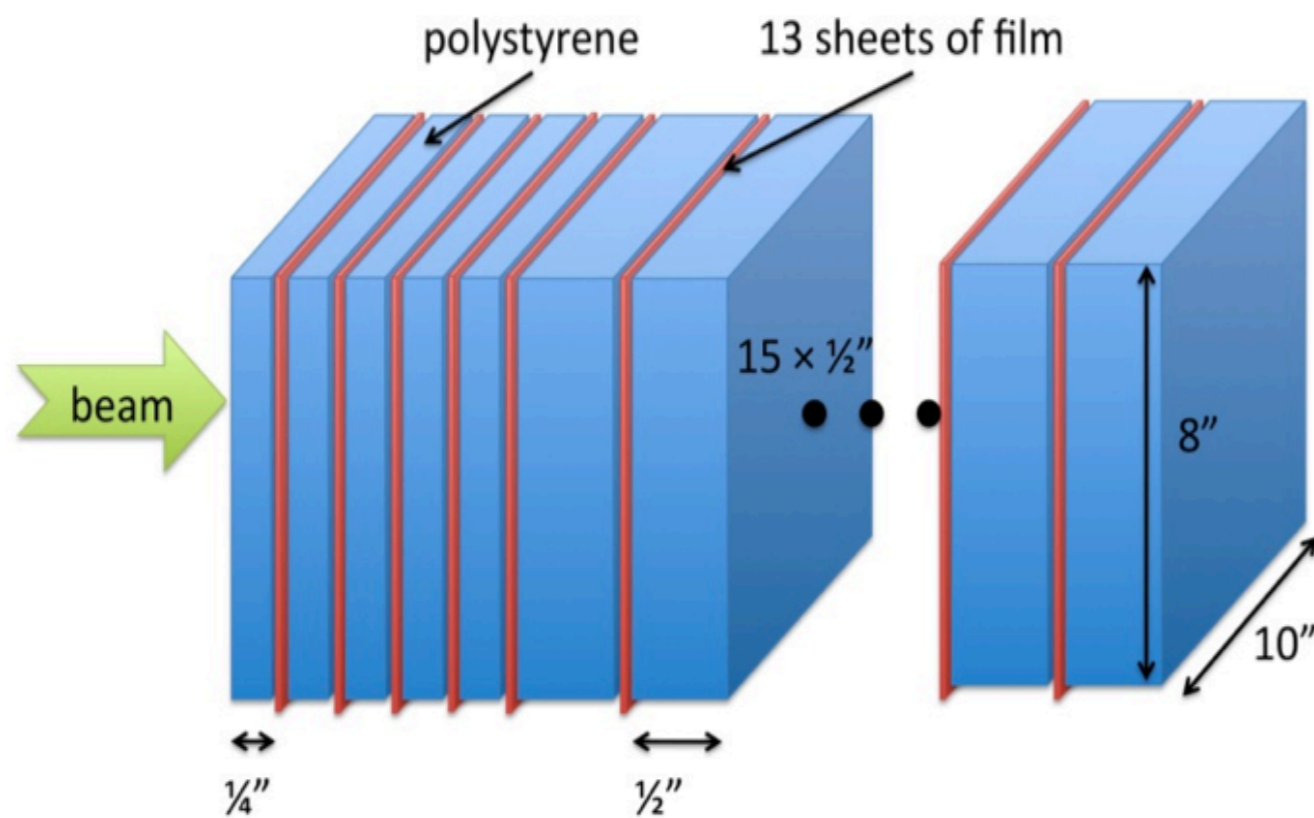 polystyrene
13 sheets of film
beam
15 × ½”
8”
10”
¼”
½”